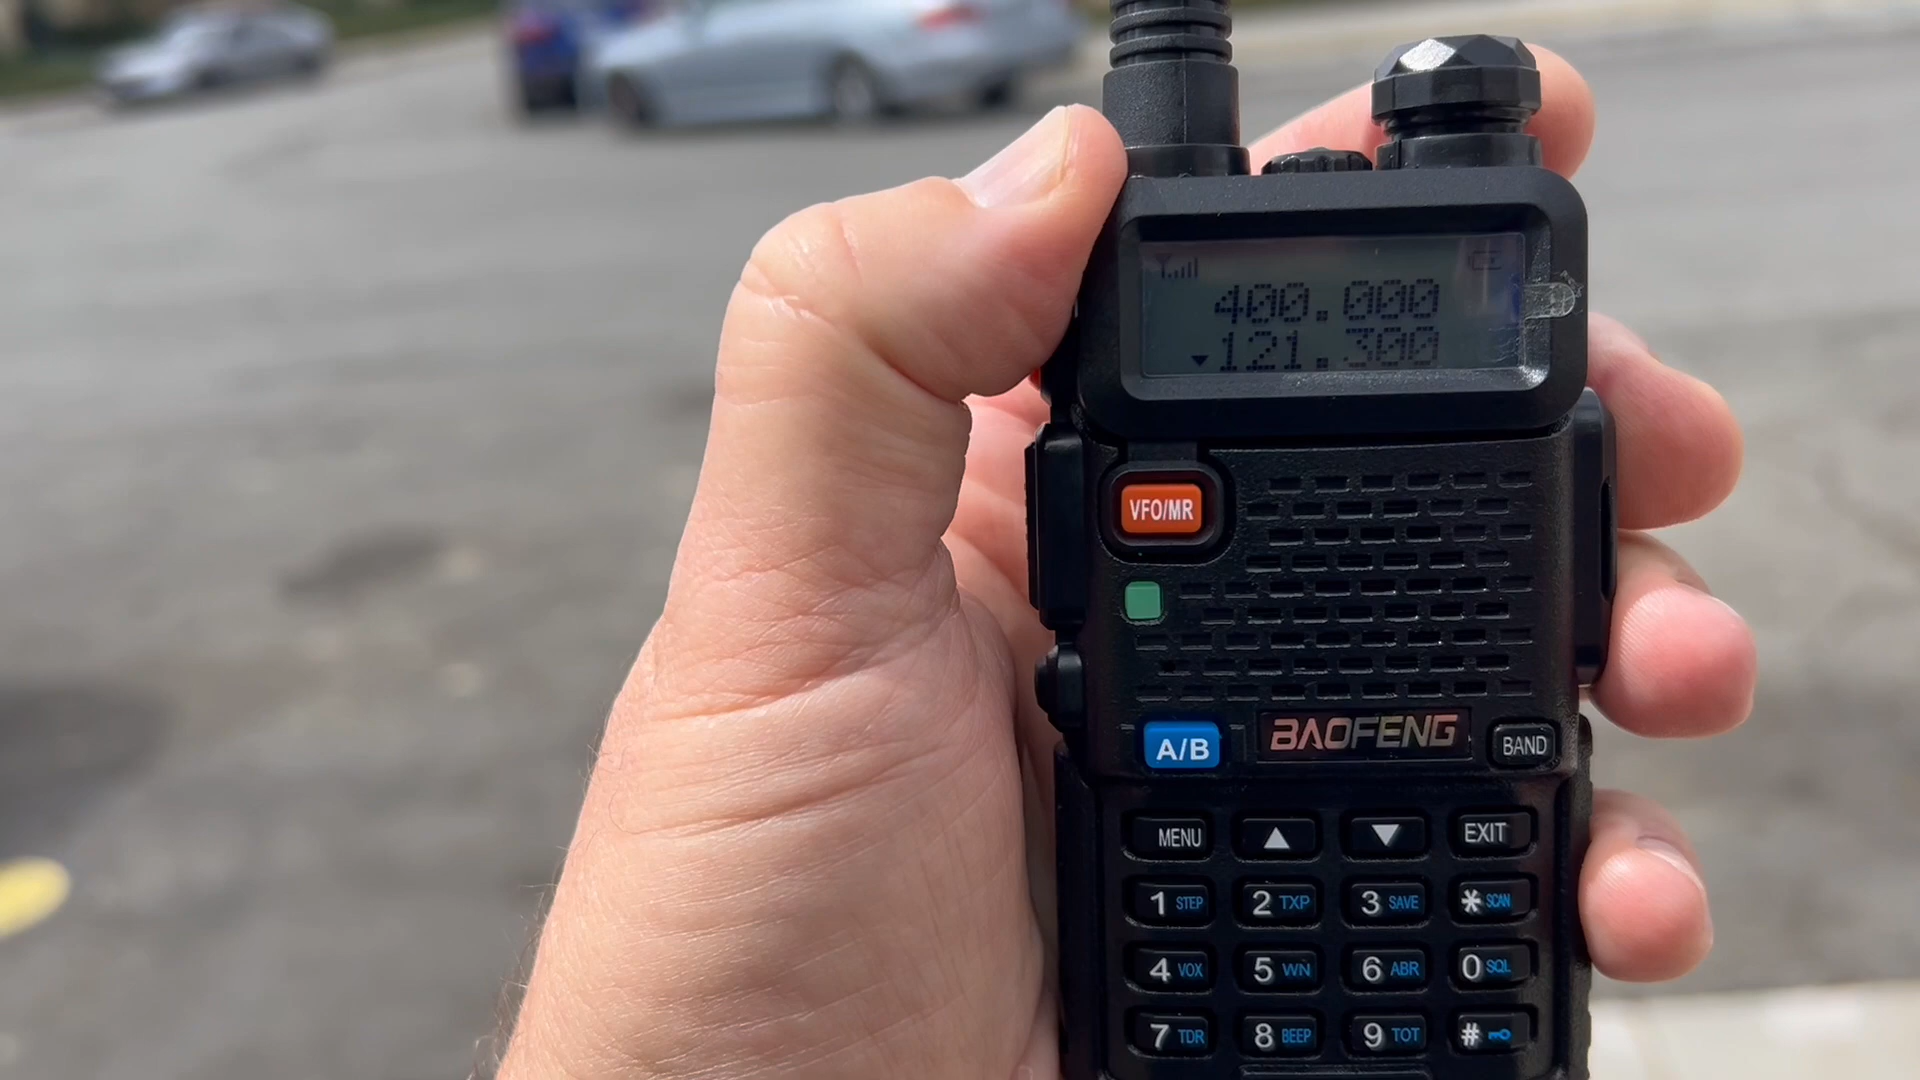 400.000
121.300
VFO/MR
A/B BAOFENG BAND
MENU ▲ ▼ EXIT
1 STEP 2 TXP 3 SAVE * SCAN
4 VOX 5 WN 6 ABR 0 SQL
7 TDR 8 BEEP 9 TOT #